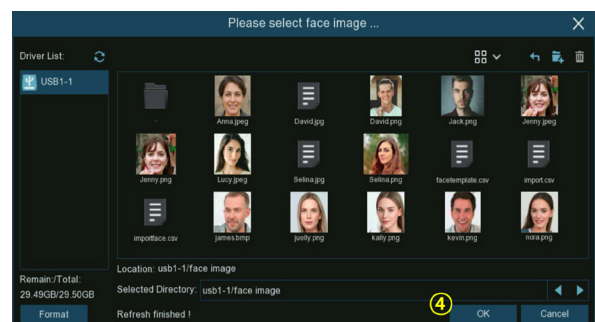 Please select face image ...
Driver List:
USB1-1
.
Anna.jpeg
David.jpg
David.png
Jack.png
Jenny.jpeg
Jenny.png
Lucy.jpeg
Selina.jpg
Selina.png
facetemplate.csv
import.csv
importface.csv
james.bmp
juelly.png
kally.png
kevin.png
nora.png
Location: usb1-1/face image
Remain:/Total:
29.49GB/29.50GB
Selected Directory: usb1-1/face image
Format
Refresh finished !
4
OK
Cancel